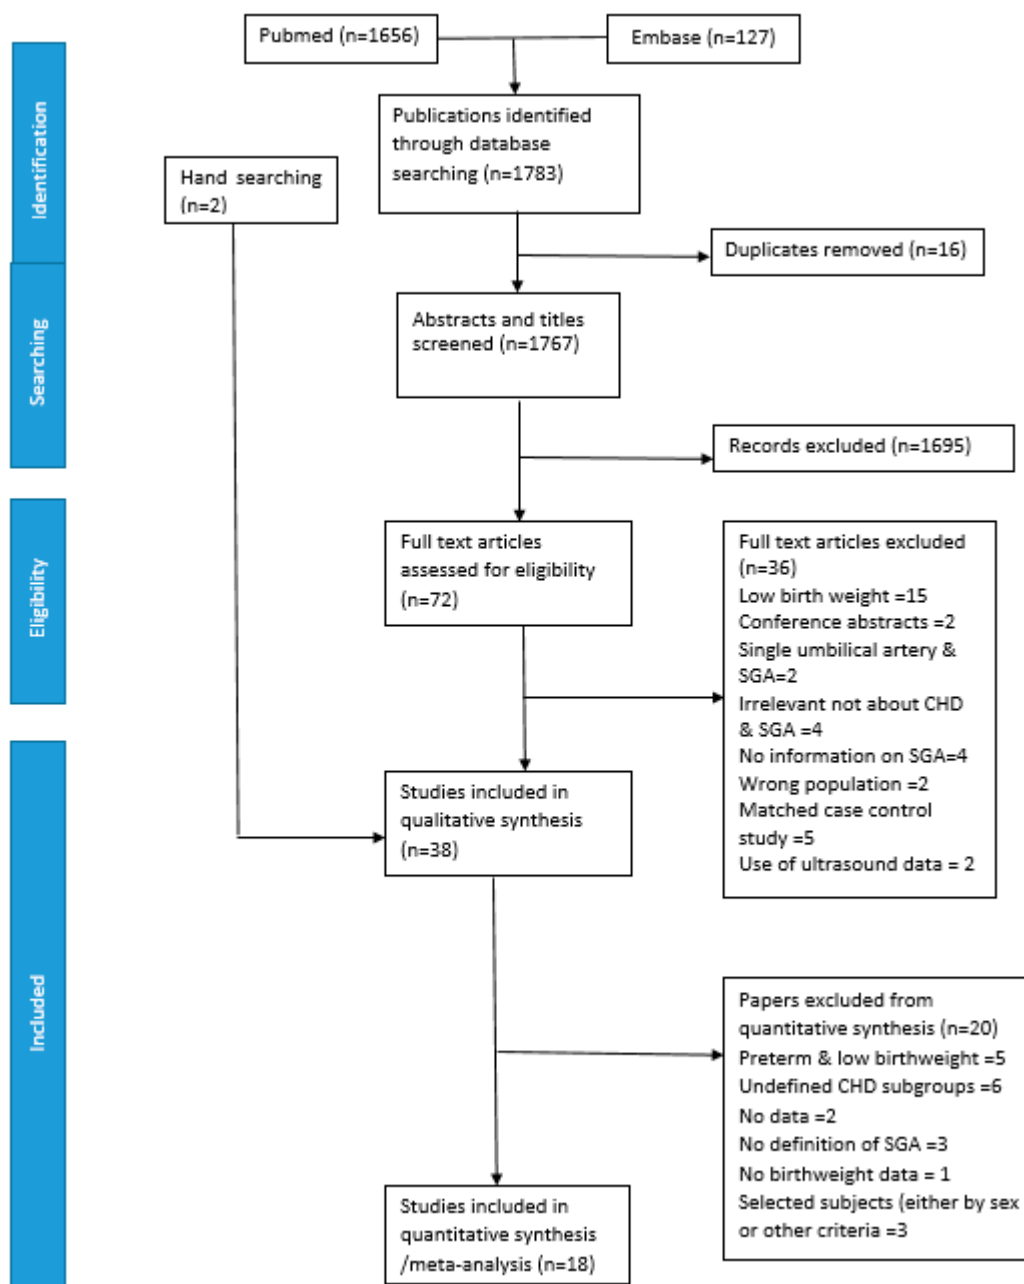 Pubmed (n=1656)
Embase (n=127)
Identification
Publications identified
through database
searching (n=1783)
Hand searching
(n=2)
Duplicates removed (n=16)
Searching
Abstracts and titles
screened (n=1767)
Records excluded (n=1695)
Eligibility
Full text articles
assessed for eligibility
(n=72)
Full text articles excluded
(n=36)
Low birth weight =15
Conference abstracts =2
Single umbilical artery &
SGA=2
Irrelevant not about CHD
& SGA =4
No information on SGA=4
Wrong population =2
Matched case control
study =5
Use of ultrasound data = 2
Included
Studies included in
qualitative synthesis
(n=38)
Papers excluded from
quantitative synthesis (n=20)
Preterm & low birthweight =5
Undefined CHD subgroups =6
No data =2
No definition of SGA =3
No birthweight data = 1
Selected subjects (either by sex
or other criteria =3
Studies included in
quantitative synthesis
/meta-analysis (n=18)